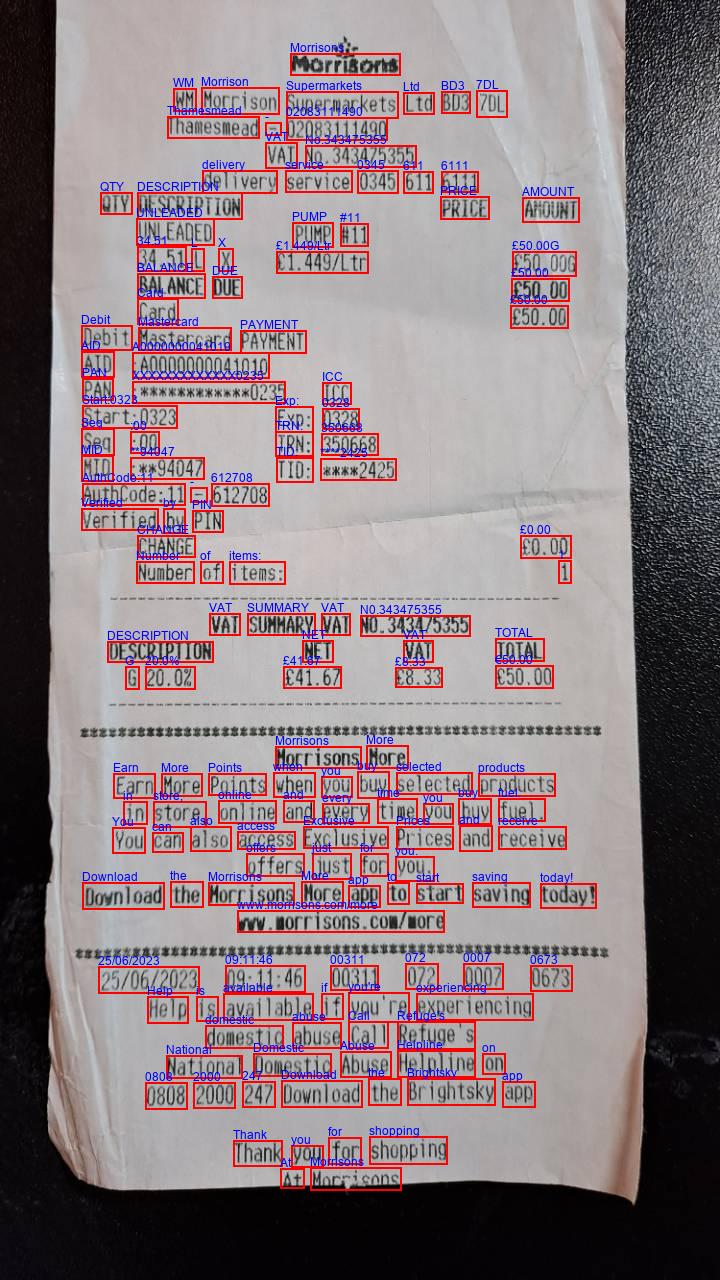 Morrisons
WM Morrison Supermarkets Ltd BD3 7DL
Thamesmead - 02083111490
VAT No.343475355
delivery service 0345 611 6111
QTY DESCRIPTION PRICE AMOUNT
UNLEADED PUMP #11
34.51 L X £1.449/Ltr £50.00G
BALANCE DUE £50.00
Card £50.00
Debit Mastercard PAYMENT
AID :A0000000041010
PAN :************0235 ICC
Start:0323 Exp: 0328
Seq :00 TRN: 350668
MID :**94047 TID: ****2425
AuthCode:11 - 612708
Verified by PIN
CHANGE £0.00
Number of items: 1
VAT SUMMARY VAT NO.343475355
DESCRIPTION NET VAT TOTAL
G 20.0% £41.67 £8.33 £50.00
Morrisons More
Earn More Points when you buy selected products
in store, online and every time you buy fuel.
You can also access Exclusive Prices and receive
offers just for you.
Download the Morrisons More app to start saving today!
www.morrisons.com/more
25/06/2023 09:11:46 00311 072 0007 0673
Help is available if you're experiencing
domestic abuse Call Refuge's
National Domestic Abuse Helpline on
0808 2000 247 Download the Brightsky app
Thank you for shopping
At Morrisons